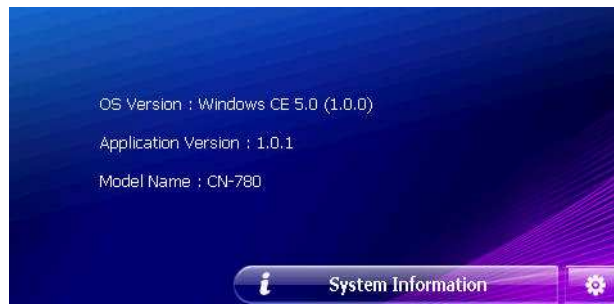 OS Version : Windows CE 5.0 (1.0.0)
Application Version : 1.0.1
Model Name : CN-780
i System Information